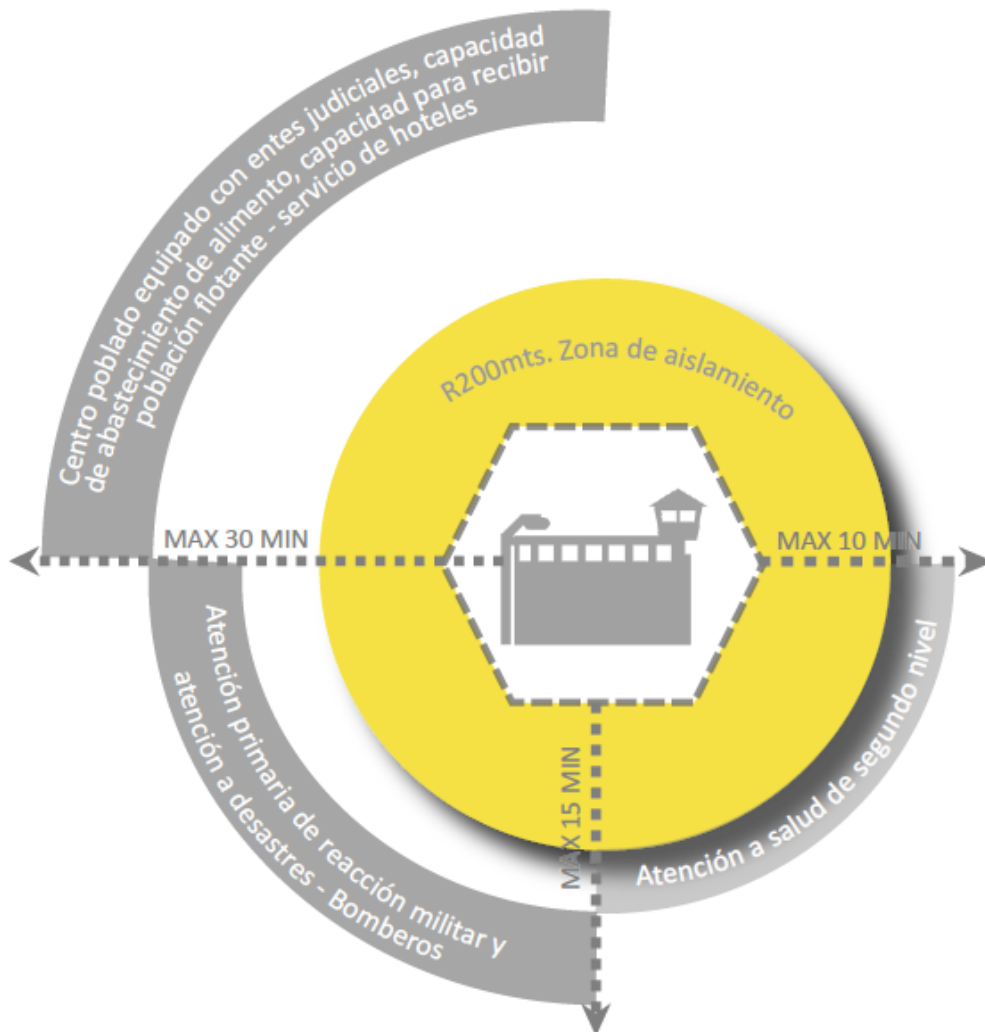 Centro poblado equipado con entes judiciales, capacidad
de abastecimiento de alimento, capacidad para recibir
población flotante - servicio de hoteles
R200mts. Zona de aislamiento
MAX 30 MIN
MAX 10 MIN
Atención primaria de reacción militar y
atención a desastres - Bomberos
MAX 15 MIN
Atención a salud de segundo nivel